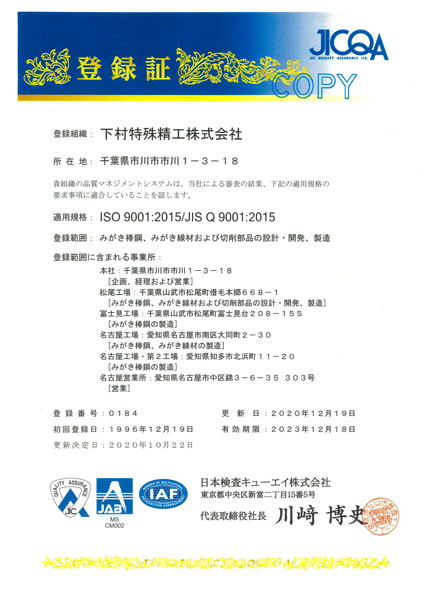 JICQA
JIC QUALITY ASSURANCE LTD.
登録証
COPY
登録組織： 下村特殊精工株式会社
所在地： 千葉県市川市市川１－３－１８
貴組織の品質マネジメントシステムは、当社による審査の結果、下記の適用規格の
要求事項に適合していることを証します。
適用規格： ISO 9001:2015/JIS Q 9001:2015
登録範囲： みがき棒鋼、みがき線材および切削部品の設計・開発、製造
登録範囲に含まれる事業所：
本社：千葉県市川市市川１－３－１８
［企画、経理および営業］
松尾工場：千葉県山武市松尾町借毛本郷６６８－１
［みがき棒鋼、みがき線材および切削部品の設計・開発、製造］
富士見工場：千葉県山武市松尾町富士見台２０８－１５５
［みがき棒鋼の製造］
名古屋工場：愛知県名古屋市南区大同町２－３０
［みがき棒鋼、みがき線材の製造］
名古屋工場・第２工場：愛知県知多市北浜町１１－２０
［みがき棒鋼の製造］
名古屋営業所：愛知県名古屋市中区錦３－６－３５ ３０３号
［営業］
登録番号：０１８４ 更新日：２０２０年１２月１９日
初回登録日：１９９６年１２月１９日 有効期限：２０２３年１２月１８日
更新決定日：２０２０年１０月２２日
QUALITY ASSURANCE
JIC
JAB
MS
CM002
IAF
日本検査キューエイ株式会社
東京都中央区新富二丁目15番5号
代表取締役社長 川﨑 博史